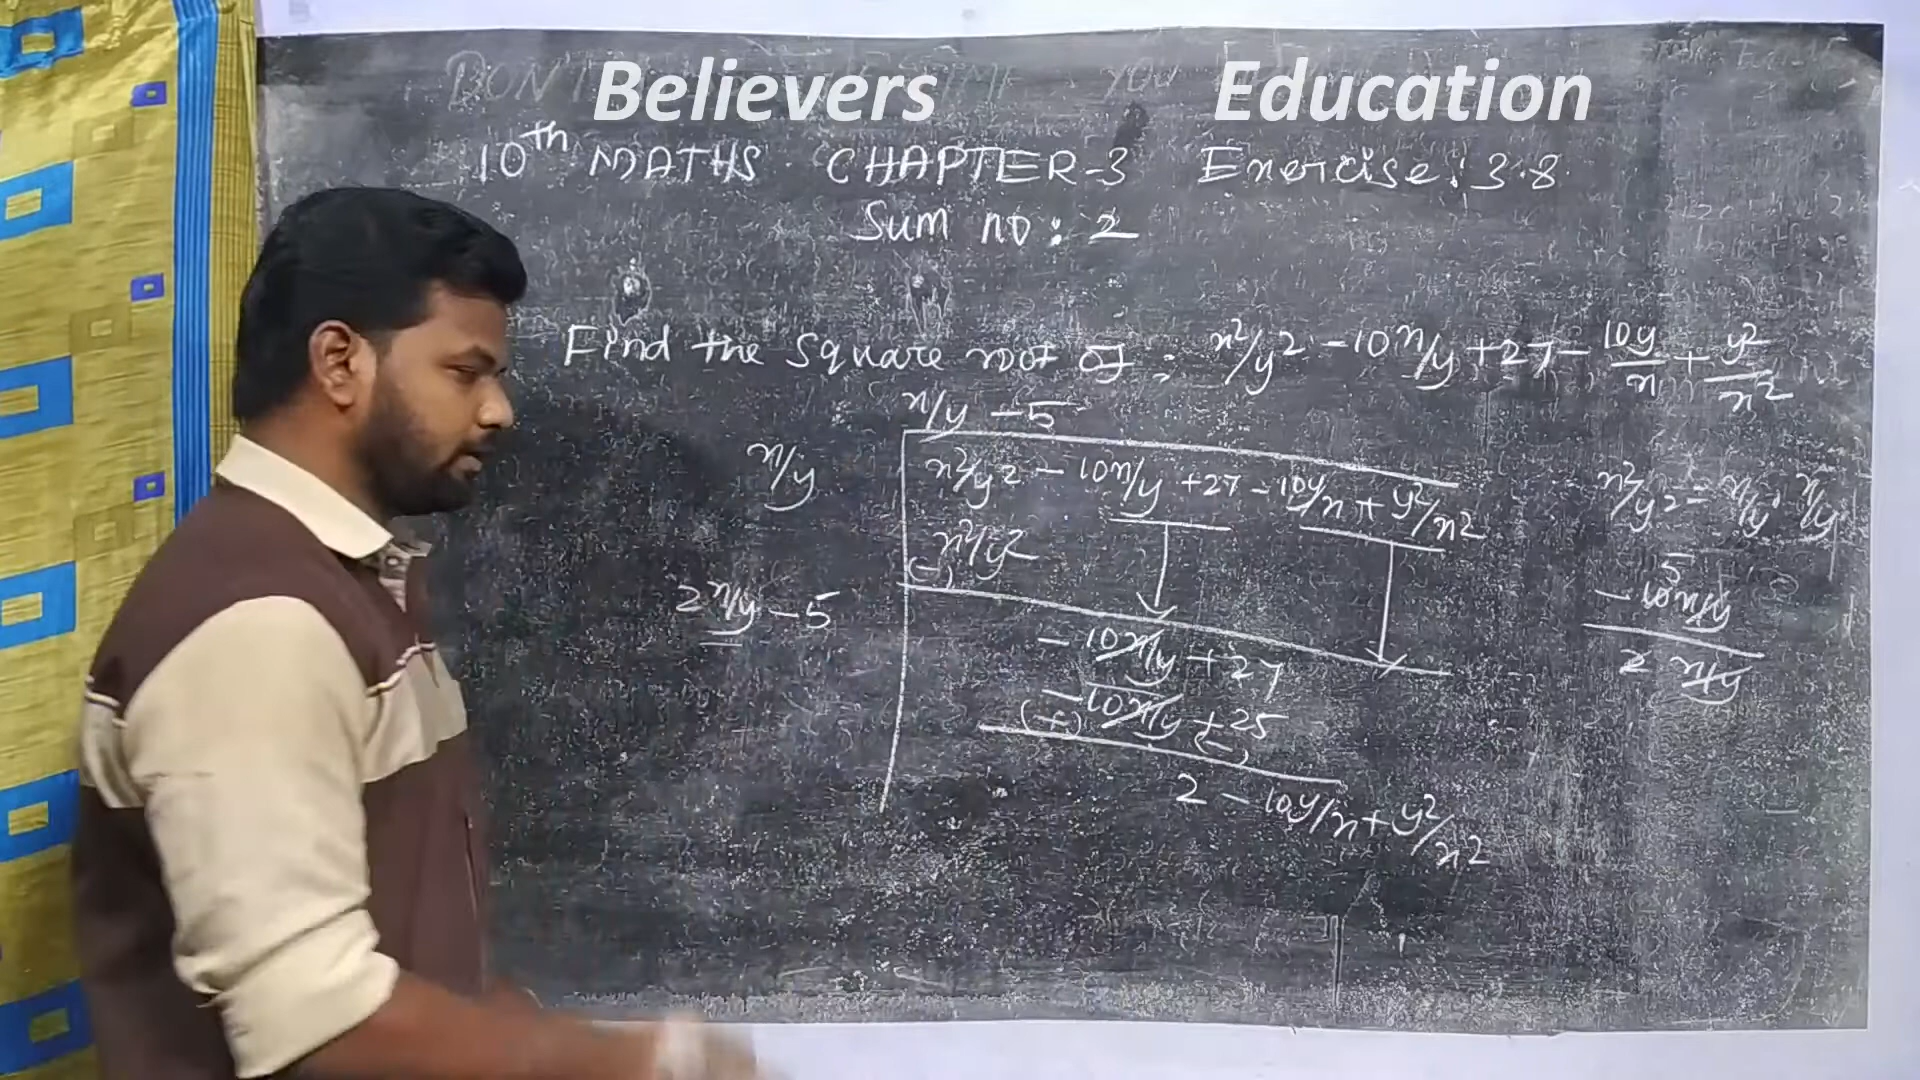 Believers Education
10th MATHS CHAPTER-3 Exercise: 3.8
Sum no: 2
Find the square root of: x²/y² - 10x/y + 27 - 10y/x + y²/x²
x/y - 5
x/y
x²/y² - 10x/y + 27 - 10y/x + y²/x²
x²/y²
(-)
2x/y - 5
- 10x/y + 27
- 10x/y + 25
(+) (-)
2 - 10y/x + y²/x²
x²/y² = x/y · x/y
5
- 10x/y
2 x/y